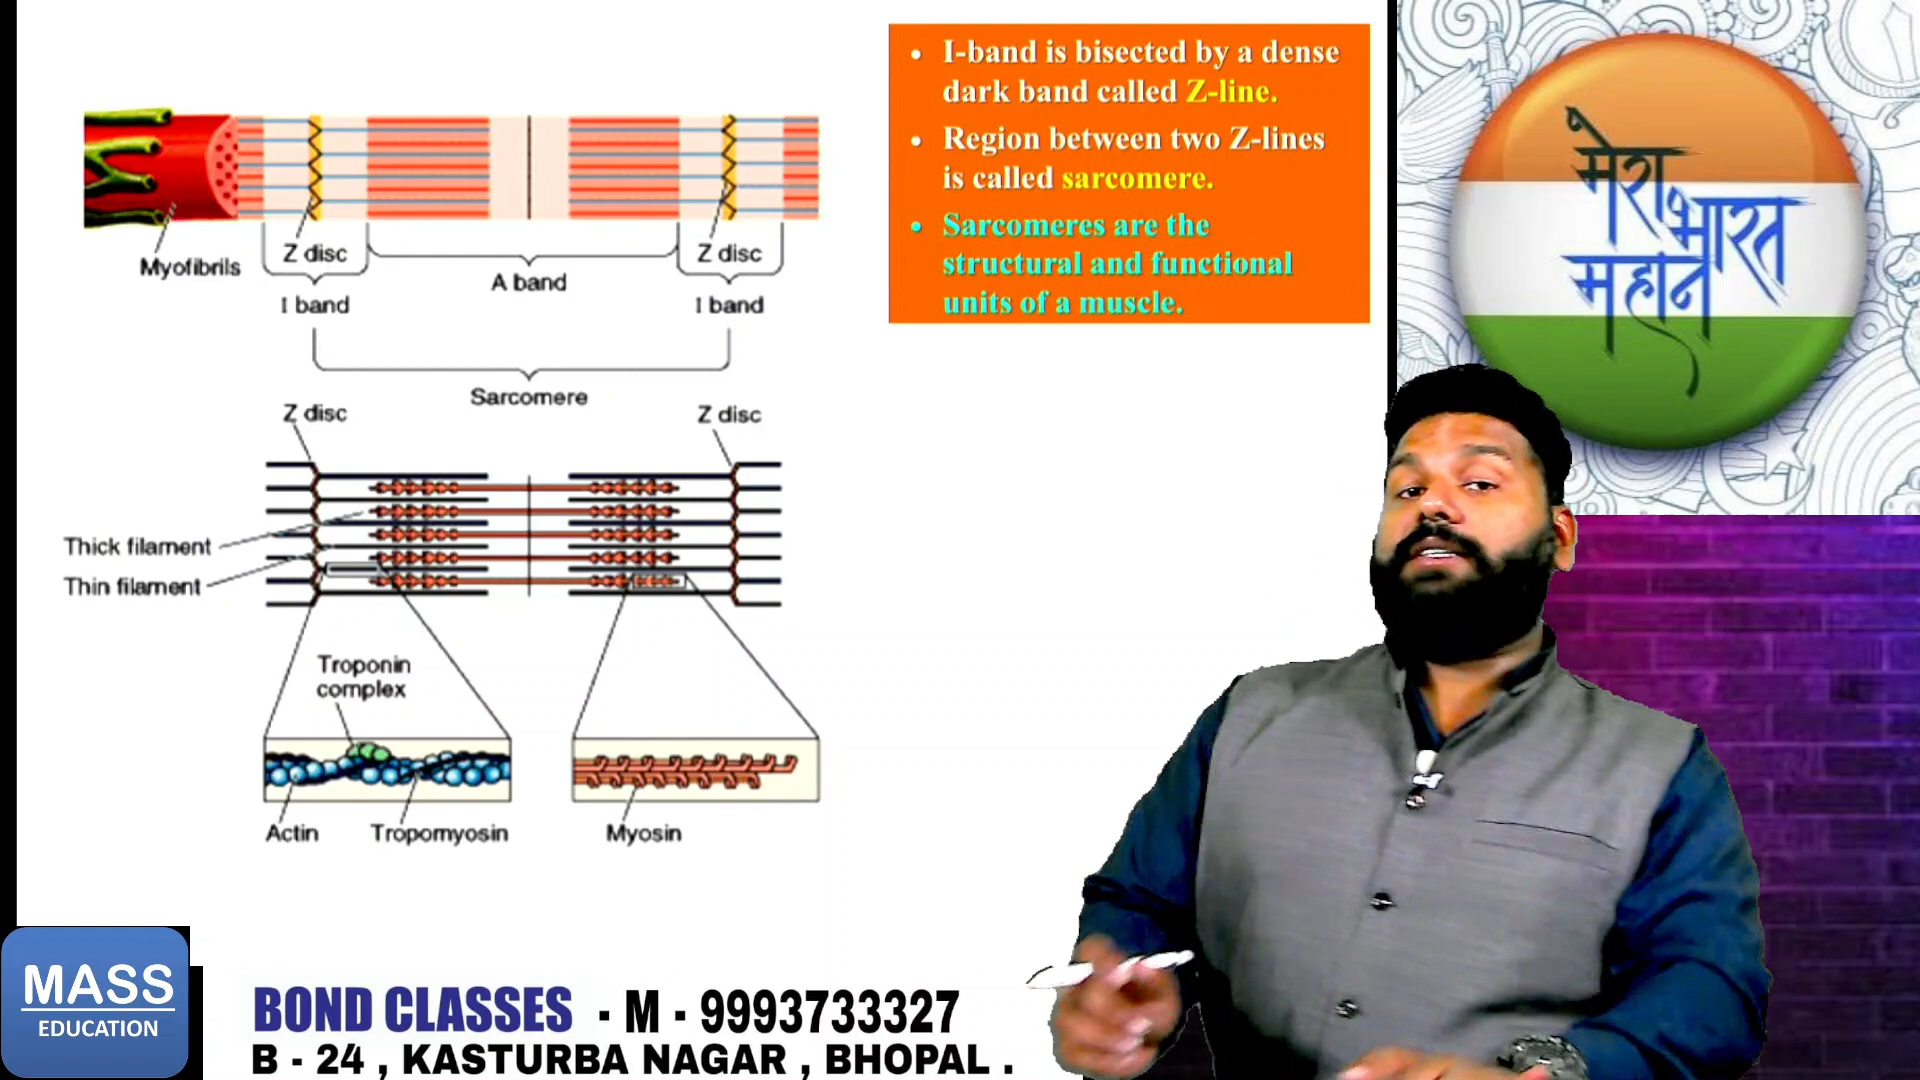 • I-band is bisected by a dense
dark band called Z-line.
• Region between two Z-lines
is called sarcomere.
• Sarcomeres are the
structural and functional
units of a muscle.
मेरा
भारत
महान
Myofibrils
Z disc
Z disc
A band
I band
I band
Sarcomere
Z disc
Z disc
Thick filament
Thin filament
Troponin
complex
Actin
Tropomyosin
Myosin
MASS
EDUCATION
BOND CLASSES - M - 9993733327
B - 24 , KASTURBA NAGAR , BHOPAL .